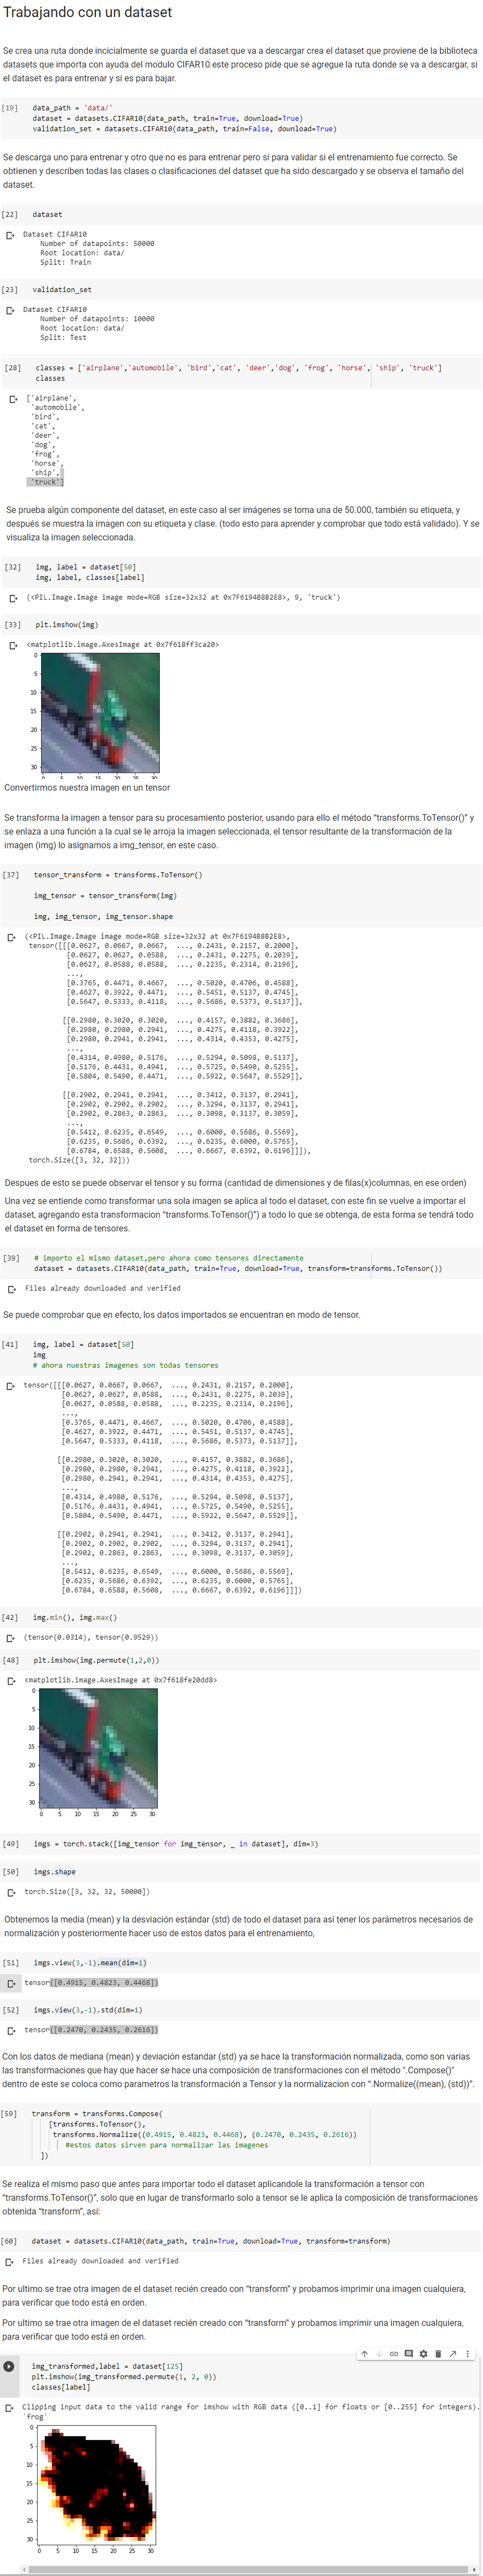 Trabajando con un dataset
Se crea una ruta donde incicialmente se guarda el dataset que va a descargar crea el dataset que proviene de la biblioteca
datasets que importa con ayuda del modulo CIFAR10 este proceso pide que se agregue la ruta donde se va a descargar, si
el dataset es para entrenar y si es para bajar.
[19] data_path = 'data/'
dataset = datasets.CIFAR10(data_path, train=True, download=True)
validation_set = datasets.CIFAR10(data_path, train=False, download=True)
Se descarga uno para entrenar y otro que no es para entrenar pero sí para validar si el entrenamiento fue correcto. Se
obtienen y describen todas las clases o clasificaciones del dataset que ha sido descargado y se observa el tamaño del
dataset.
[22] dataset
Dataset CIFAR10
Number of datapoints: 50000
Root location: data/
Split: Train
[23] validation_set
Dataset CIFAR10
Number of datapoints: 10000
Root location: data/
Split: Test
[28] classes = ['airplane','automobile', 'bird','cat', 'deer','dog', 'frog', 'horse', 'ship', 'truck']
classes
['airplane',
'automobile',
'bird',
'cat',
'deer',
'dog',
'frog',
'horse',
'ship',
'truck']
Se prueba algún componente del dataset, en este caso al ser imágenes se toma una de 50.000, también su etiqueta, y
después se muestra la imagen con su etiqueta y clase. (todo esto para aprender y comprobar que todo está validado). Y se
visualiza la imagen seleccionada.
[32] img, label = dataset[50]
img, label, classes[label]
(<PIL.Image.Image image mode=RGB size=32x32 at 0x7F6194B8B2E8>, 9, 'truck')
[33] plt.imshow(img)
<matplotlib.image.AxesImage at 0x7f618ff3ca20>
0
5
10
15
20
25
30
0 5 10 15 20 25 30
Convertirmos nuestra imagen en un tensor
Se transforma la imagen a tensor para su procesamiento posterior, usando para ello el método “transforms.ToTensor()” y
se enlaza a una función a la cual se le arroja la imagen seleccionada, el tensor resultante de la transformación de la
imagen (img) lo asignamos a img_tensor, en este caso.
[37] tensor_transform = transforms.ToTensor()
img_tensor = tensor_transform(img)
img, img_tensor, img_tensor.shape
(<PIL.Image.Image image mode=RGB size=32x32 at 0x7F6194B8B2E8>,
tensor([[[0.0627, 0.0667, 0.0667, ..., 0.2431, 0.2157, 0.2000],
[0.0627, 0.0627, 0.0588, ..., 0.2431, 0.2275, 0.2039],
[0.0627, 0.0588, 0.0588, ..., 0.2235, 0.2314, 0.2196],
...,
[0.3765, 0.4471, 0.4667, ..., 0.5020, 0.4706, 0.4588],
[0.4627, 0.3922, 0.4471, ..., 0.5451, 0.5137, 0.4745],
[0.5647, 0.5333, 0.4118, ..., 0.5686, 0.5373, 0.5137]],
[[0.2980, 0.3020, 0.3020, ..., 0.4157, 0.3882, 0.3686],
[0.2980, 0.2980, 0.2941, ..., 0.4275, 0.4118, 0.3922],
[0.2980, 0.2941, 0.2941, ..., 0.4314, 0.4353, 0.4275],
...,
[0.4314, 0.4980, 0.5176, ..., 0.5294, 0.5098, 0.5137],
[0.5176, 0.4431, 0.4941, ..., 0.5725, 0.5490, 0.5255],
[0.5804, 0.5490, 0.4471, ..., 0.5922, 0.5647, 0.5529]],
[[0.2902, 0.2941, 0.2941, ..., 0.3412, 0.3137, 0.2941],
[0.2902, 0.2902, 0.2902, ..., 0.3294, 0.3137, 0.2941],
[0.2902, 0.2863, 0.2863, ..., 0.3098, 0.3137, 0.3059],
...,
[0.5412, 0.6235, 0.6549, ..., 0.6000, 0.5686, 0.5569],
[0.6235, 0.5686, 0.6392, ..., 0.6235, 0.6000, 0.5765],
[0.6784, 0.6588, 0.5608, ..., 0.6667, 0.6392, 0.6196]]]),
torch.Size([3, 32, 32]))
Despues de esto se puede observar el tensor y su forma (cantidad de dimensiones y de filas(x)columnas, en ese orden)
Una vez se entiende como transformar una sola imagen se aplica al todo el dataset, con este fin se vuelve a importar el
dataset, agregando esta transformacion “transforms.ToTensor()”) a todo lo que se obtenga, de esta forma se tendrá todo
el dataset en forma de tensores.
[39] # importo el mismo dataset,pero ahora como tensores directamente
dataset = datasets.CIFAR10(data_path, train=True, download=True, transform=transforms.ToTensor())
Files already downloaded and verified
Se puede comprobar que en efecto, los datos importados se encuentran en modo de tensor.
[41] img, label = dataset[50]
img
# ahora nuestras imagenes son todas tensores
tensor([[[0.0627, 0.0667, 0.0667, ..., 0.2431, 0.2157, 0.2000],
[0.0627, 0.0627, 0.0588, ..., 0.2431, 0.2275, 0.2039],
[0.0627, 0.0588, 0.0588, ..., 0.2235, 0.2314, 0.2196],
...,
[0.3765, 0.4471, 0.4667, ..., 0.5020, 0.4706, 0.4588],
[0.4627, 0.3922, 0.4471, ..., 0.5451, 0.5137, 0.4745],
[0.5647, 0.5333, 0.4118, ..., 0.5686, 0.5373, 0.5137]],
[[0.2980, 0.3020, 0.3020, ..., 0.4157, 0.3882, 0.3686],
[0.2980, 0.2980, 0.2941, ..., 0.4275, 0.4118, 0.3922],
[0.2980, 0.2941, 0.2941, ..., 0.4314, 0.4353, 0.4275],
...,
[0.4314, 0.4980, 0.5176, ..., 0.5294, 0.5098, 0.5137],
[0.5176, 0.4431, 0.4941, ..., 0.5725, 0.5490, 0.5255],
[0.5804, 0.5490, 0.4471, ..., 0.5922, 0.5647, 0.5529]],
[[0.2902, 0.2941, 0.2941, ..., 0.3412, 0.3137, 0.2941],
[0.2902, 0.2902, 0.2902, ..., 0.3294, 0.3137, 0.2941],
[0.2902, 0.2863, 0.2863, ..., 0.3098, 0.3137, 0.3059],
...,
[0.5412, 0.6235, 0.6549, ..., 0.6000, 0.5686, 0.5569],
[0.6235, 0.5686, 0.6392, ..., 0.6235, 0.6000, 0.5765],
[0.6784, 0.6588, 0.5608, ..., 0.6667, 0.6392, 0.6196]]])
[42] img.min(), img.max()
(tensor(0.0314), tensor(0.9529))
[48] plt.imshow(img.permute(1,2,0))
<matplotlib.image.AxesImage at 0x7f618fe20dd8>
0
5
10
15
20
25
30
0 5 10 15 20 25 30
[49] imgs = torch.stack([img_tensor for img_tensor, _ in dataset], dim=3)
[50] imgs.shape
torch.Size([3, 32, 32, 50000])
Obtenemos la media (mean) y la desviación estándar (std) de todo el dataset para así tener los parámetros necesarios de
normalización y posteriormente hacer uso de estos datos para el entrenamiento,
[51] imgs.view(3,-1).mean(dim=1)
tensor([0.4915, 0.4823, 0.4468])
[52] imgs.view(3,-1).std(dim=1)
tensor([0.2470, 0.2435, 0.2616])
Con los datos de mediana (mean) y deviación estandar (std) ya se hace la transformación normalizada, como son varias
las transformaciones que hay que hacer se hace una composición de transformaciones con el método ".Compose()"
dentro de este se coloca como parametros la transformación a Tensor y la normalizacion con “.Normalize((mean), (std))”.
[59] transform = transforms.Compose(
[transforms.ToTensor(),
transforms.Normalize((0.4915, 0.4823, 0.4468), (0.2470, 0.2435, 0.2616))
#estos datos sirven para normalizar las imagenes
])
Se realiza el mismo paso que antes para importar todo el dataset aplicandole la transformación a tensor con
“transforms.ToTensor()”, solo que en lugar de transformarlo solo a tensor se le aplica la composición de transformaciones
obtenida “transform”, así:
[60] dataset = datasets.CIFAR10(data_path, train=True, download=True, transform=transform)
Files already downloaded and verified
Por ultimo se trae otra imagen de el dataset recién creado con “transform” y probamos imprimir una imagen cualquiera,
para verificar que todo está en orden.
Por ultimo se trae otra imagen de el dataset recién creado con “transform” y probamos imprimir una imagen cualquiera,
para verificar que todo está en orden.
img_transformed,label = dataset[125]
plt.imshow(img_transformed.permute(1, 2, 0))
classes[label]
Clipping input data to the valid range for imshow with RGB data ([0..1] for floats or [0..255] for integers).
'frog'
0
5
10
15
20
25
30
0 5 10 15 20 25 30